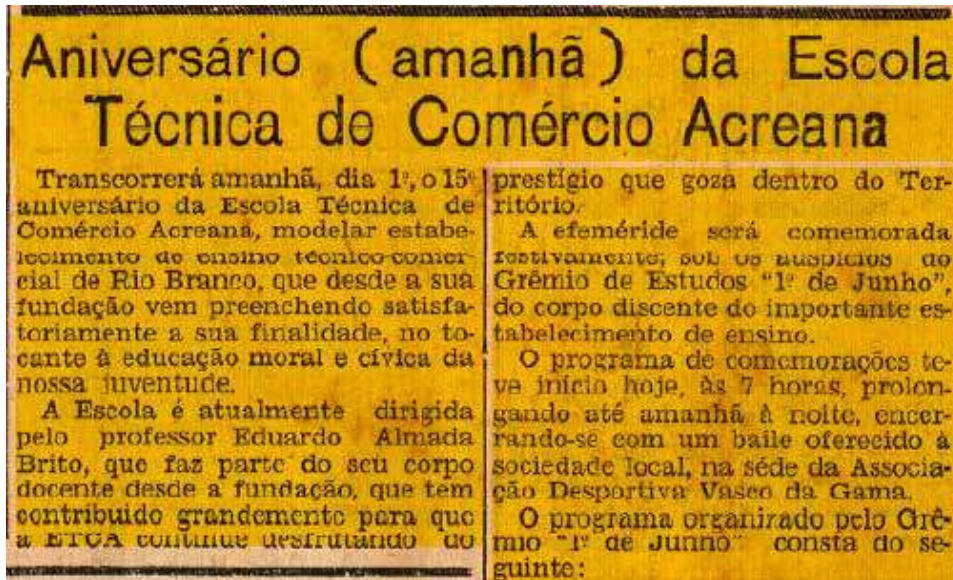 Aniversário (amanhã) da Escola
Técnica de Comércio Acreana
Transcorrerá amanhã, dia 1º, o 15º
aniversário da Escola Técnica de
Comércio Acreana, modelar estabe-
lecimento de ensino técnico-comer-
cial de Rio Branco, que desde a sua
fundação vem preenchendo satisfa-
toriamente a sua finalidade, no to-
cante à educação moral e cívica da
nossa juventude.
A Escola é atualmente dirigida
pelo professor Eduardo Almada
Brito, que faz parte do seu corpo
docente desde a fundação, que tem
contribuido grandemente para que
a ETCA continue desfrutando do
prestígio que goza dentro do Ter-
ritório.
A efeméride será comemorada
festivamente, sob os auspícios do
Grêmio de Estudos "1º de Junho",
do corpo discente do importante es-
tabelecimento de ensino.
O programa de comemorações te-
ve início hoje, às 7 horas, prolon-
gando até amanhã à noite, encer-
rando-se com um baile oferecido à
sociedade local, na séde da Associa-
ção Desportiva Vasco da Gama.
O programa organizado pelo Grê-
mio "1º de Junho" consta do se-
guinte: